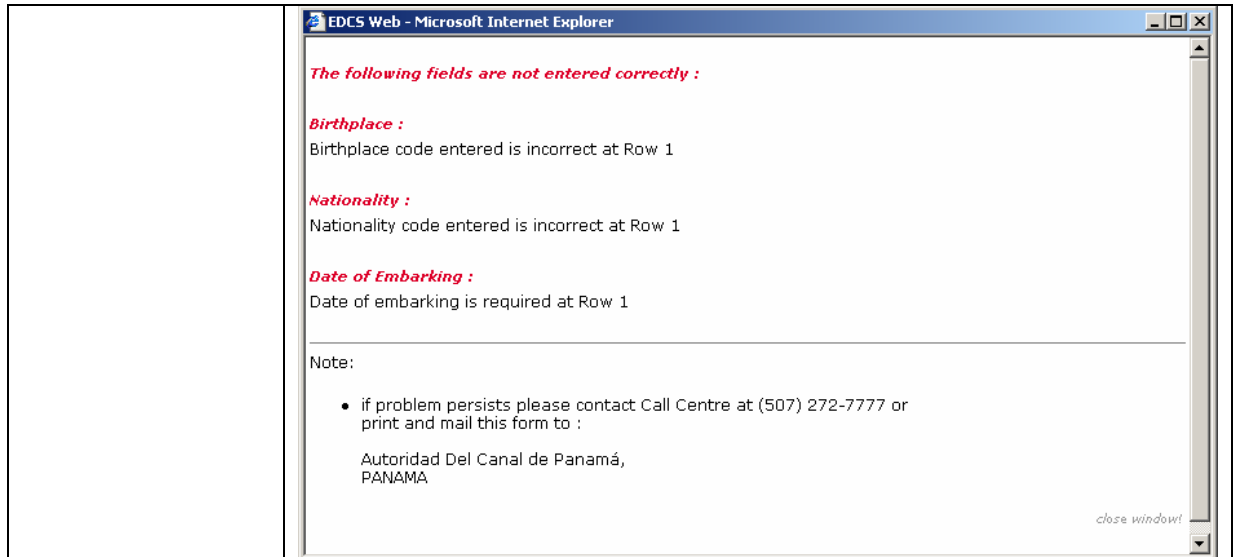 EDCS Web - Microsoft Internet Explorer
The following fields are not entered correctly :
Birthplace :
Birthplace code entered is incorrect at Row 1
Nationality :
Nationality code entered is incorrect at Row 1
Date of Embarking :
Date of embarking is required at Row 1
Note:
• if problem persists please contact Call Centre at (507) 272-7777 or
print and mail this form to :
Autoridad Del Canal de Panamá,
PANAMA
close window!